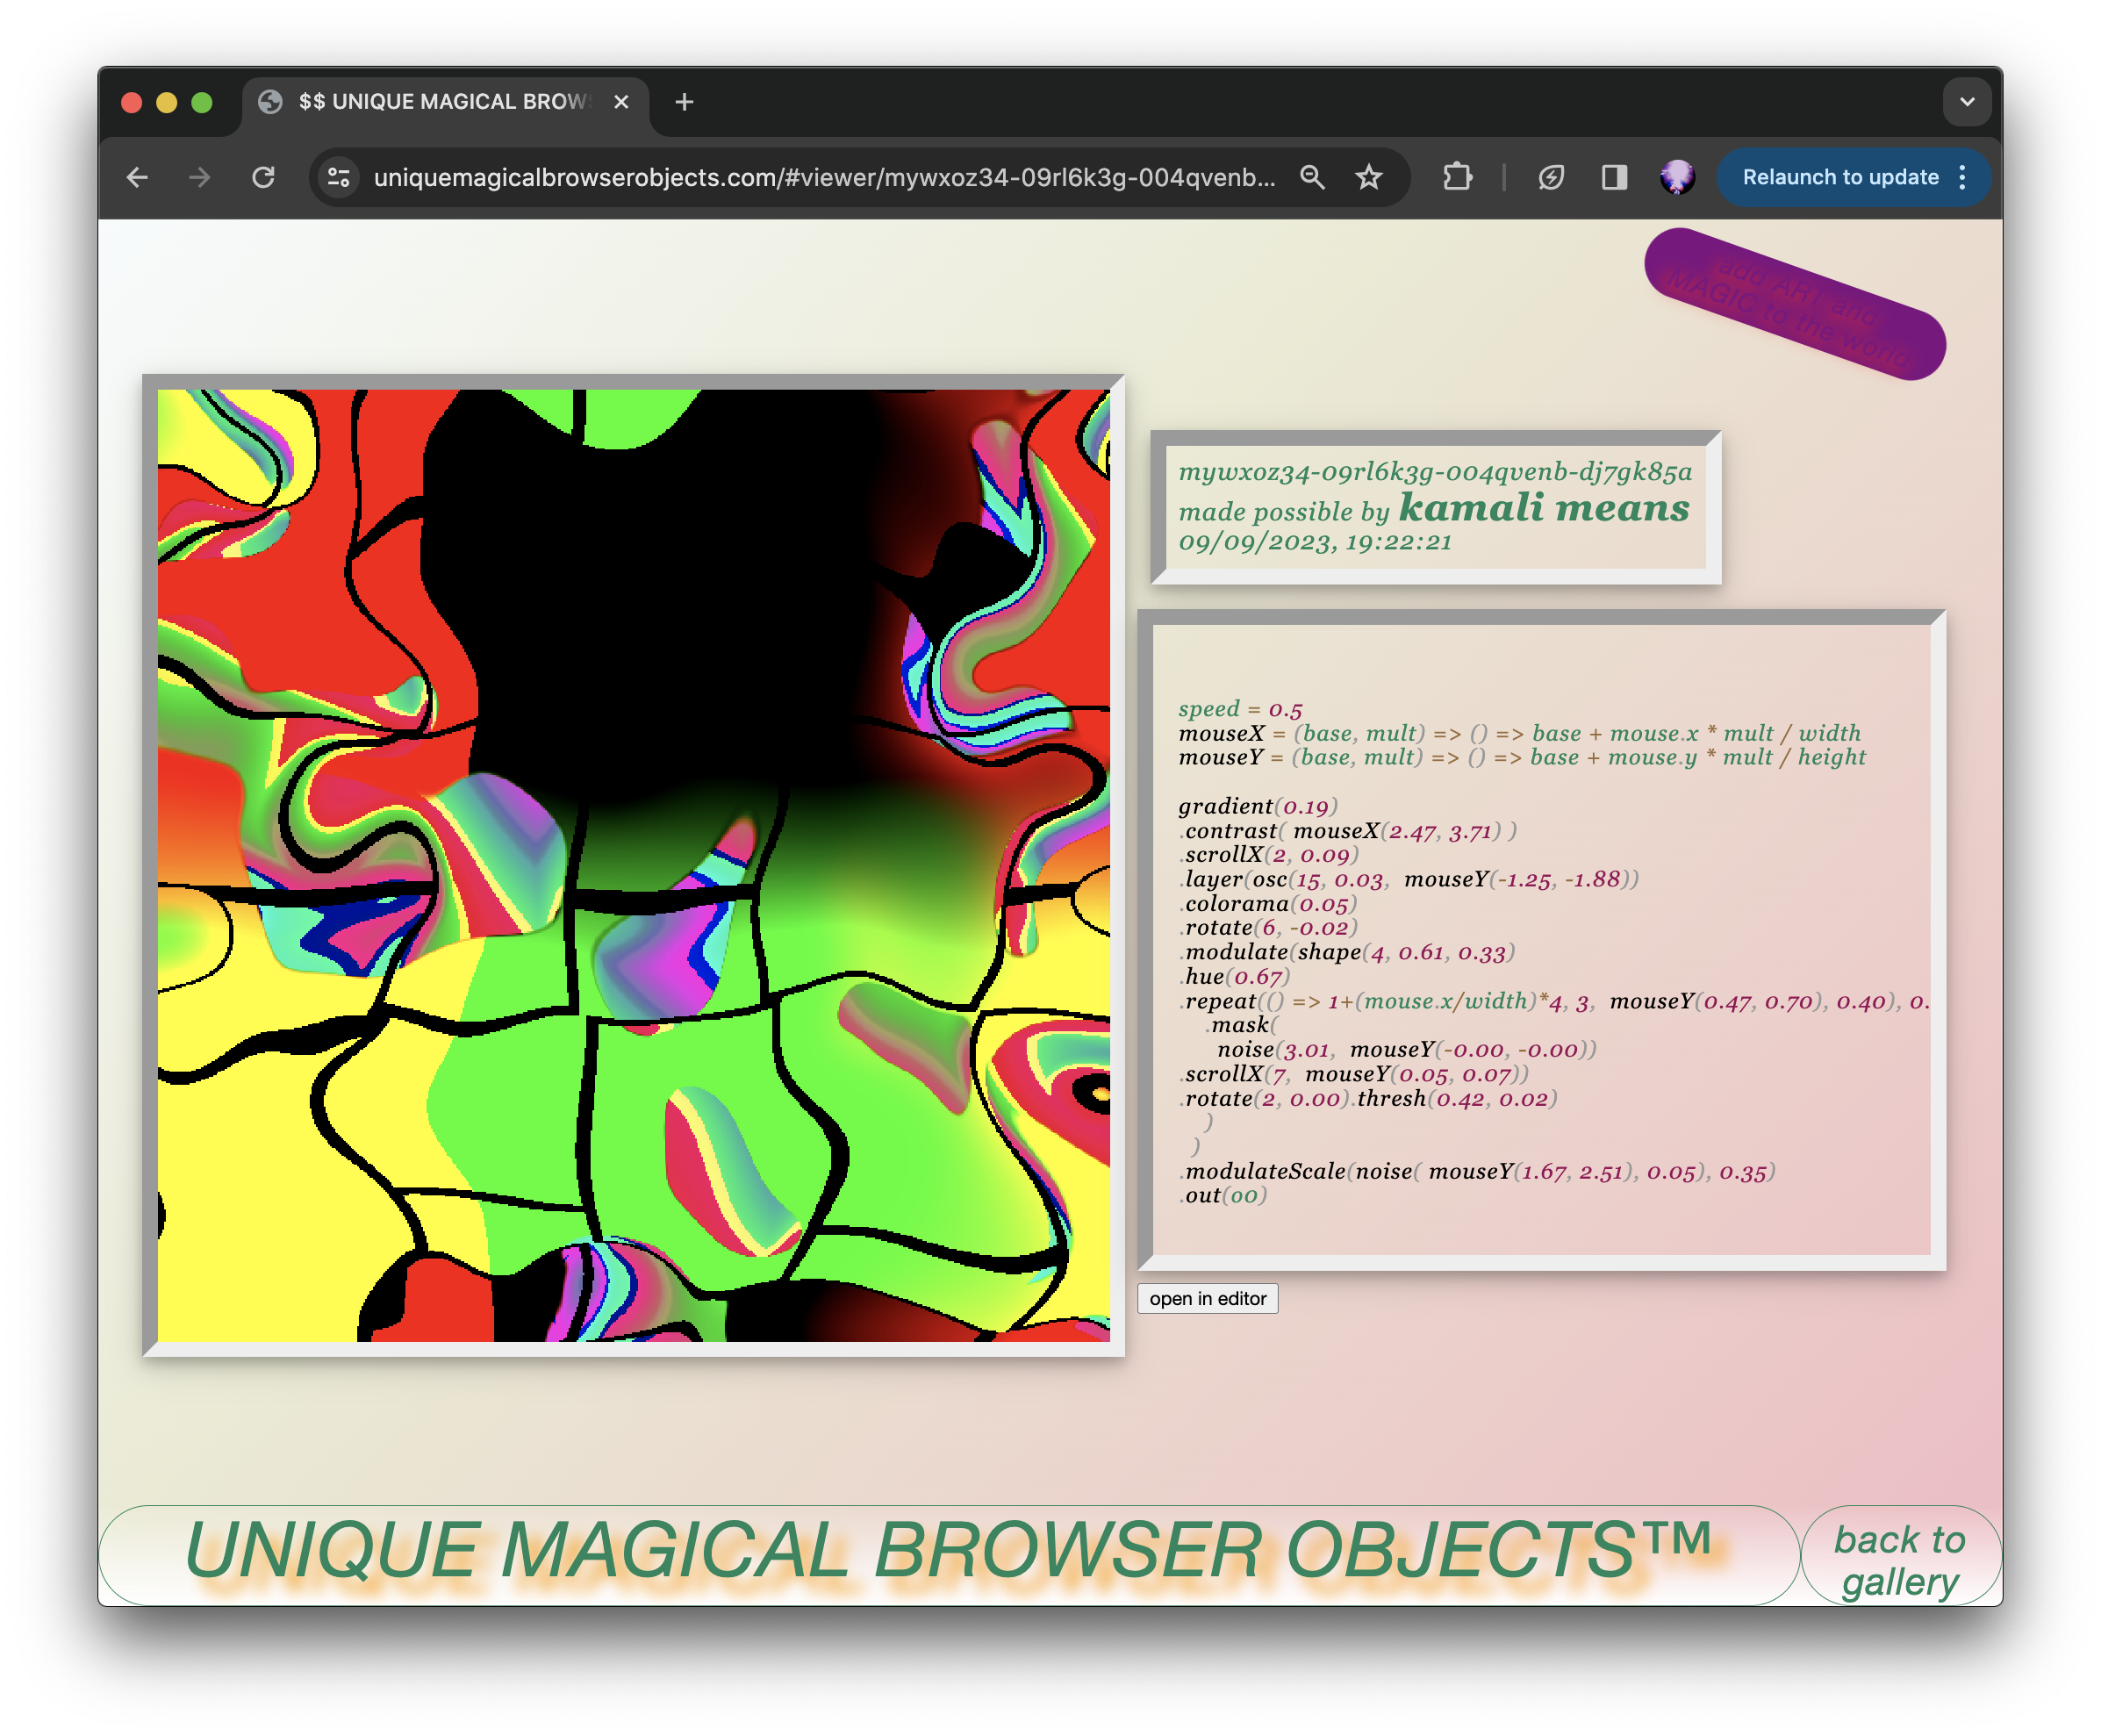 $$ UNIQUE MAGICAL BROWS
uniquemagicalbrowserobjects.com/#viewer/mywxoz34-09rl6k3g-004qvenb...
Relaunch to update
add ART and
MAGIC to the world
mywxoz34-09rl6k3g-004qvenb-dj7gk85a
made possible by kamali means
09/09/2023, 19:22:21
speed = 0.5
mouseX = (base, mult) => () => base + mouse.x * mult / width
mouseY = (base, mult) => () => base + mouse.y * mult / height
gradient(0.19)
.contrast( mouseX(2.47, 3.71) )
.scrollX(2, 0.09)
.layer(osc(15, 0.03,  mouseY(-1.25, -1.88))
.colorama(0.05)
.rotate(6, -0.02)
.modulate(shape(4, 0.61, 0.33)
.hue(0.67)
.repeat(() => 1+(mouse.x/width)*4, 3,  mouseY(0.47, 0.70), 0.40), 0.
.mask(
noise(3.01,  mouseY(-0.00, -0.00))
.scrollX(7,  mouseY(0.05, 0.07))
.rotate(2, 0.00).thresh(0.42, 0.02)
)
)
.modulateScale(noise( mouseY(1.67, 2.51), 0.05), 0.35)
.out(o0)
open in editor
UNIQUE MAGICAL BROWSER OBJECTS™
back to
gallery